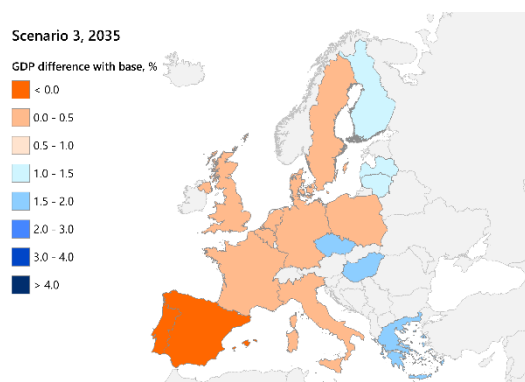 Scenario 3, 2035
GDP difference with base, %
< 0.0
0.0 - 0.5
0.5 - 1.0
1.0 - 1.5
1.5 - 2.0
2.0 - 3.0
3.0 - 4.0
> 4.0